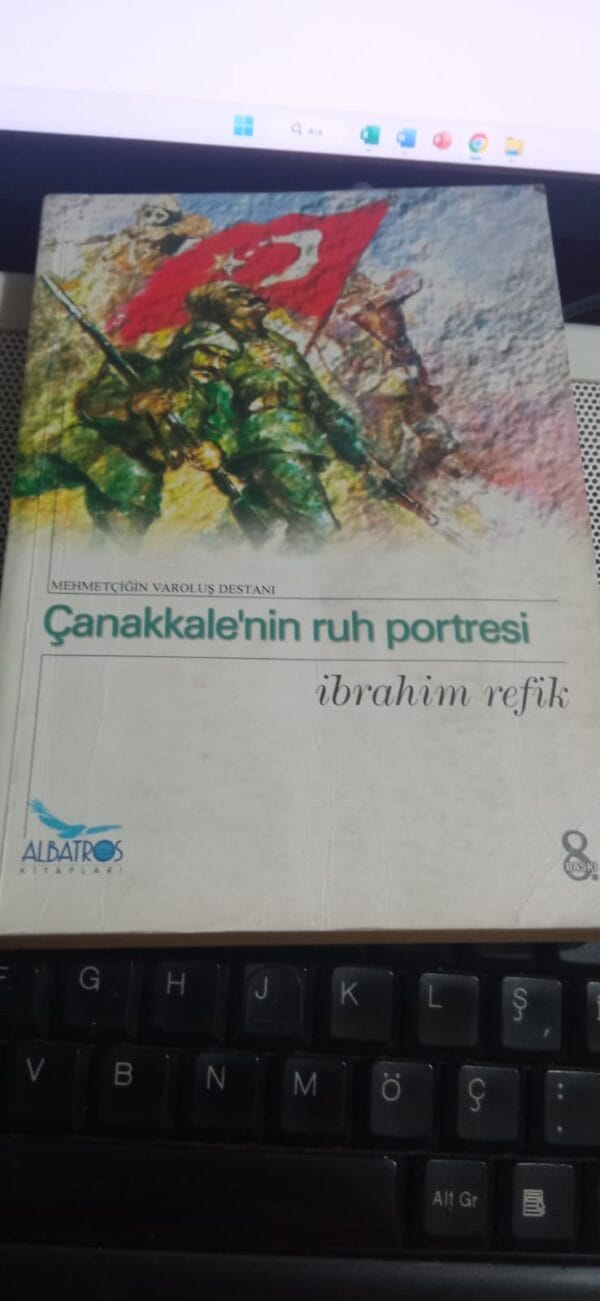 Ara
MEHMETÇİĞİN VAROLUŞ DESTANI
Çanakkale'nin ruh portresi
ibrahim refik
ALBATROS
KİTAPLARI
8.
BASKI
F G H J K L Ş ,
V B N M Ö Ç : .
Alt Gr